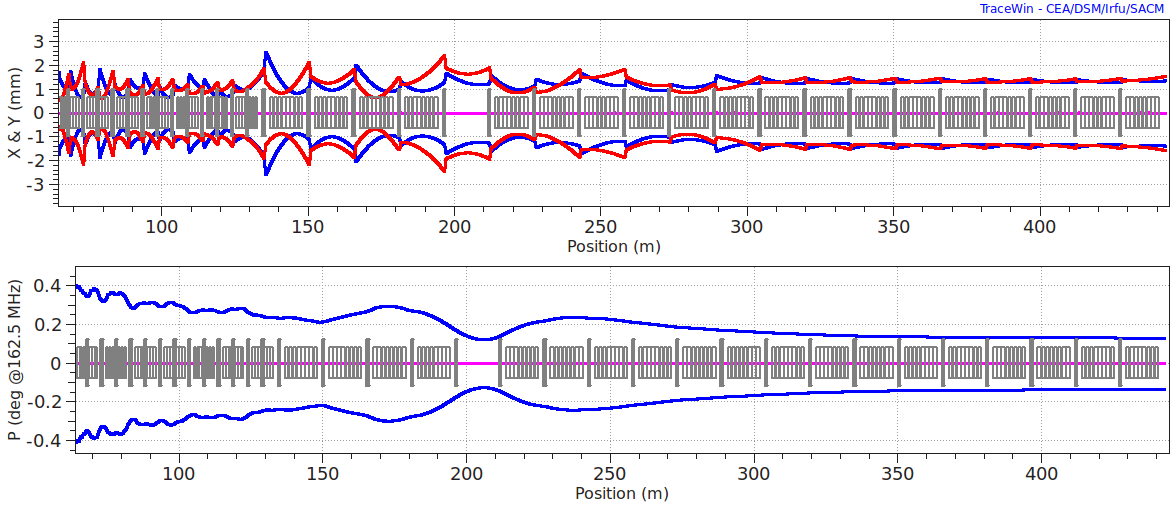 TraceWin - CEA/DSM/Irfu/SACM
X & Y (mm)
3
2
1
0
-1
-2
-3
100 150 200 250 300 350 400
Position (m)
P (deg @162.5 MHz)
0.4
0.2
0
-0.2
-0.4
100 150 200 250 300 350 400
Position (m)